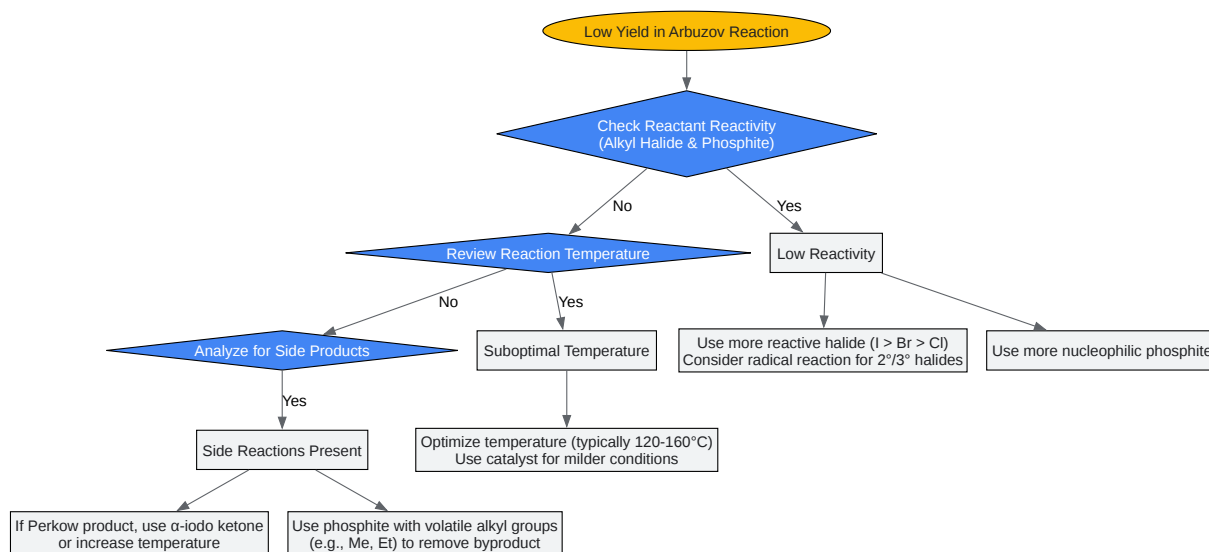 Low Yield in Arbuzov Reaction
Check Reactant Reactivity
(Alkyl Halide & Phosphite)
No
Yes
Review Reaction Temperature
Low Reactivity
No
Yes
Analyze for Side Products
Suboptimal Temperature
Use more reactive halide (I > Br > Cl)
Consider radical reaction for 2°/3° halides
Use more nucleophilic phosphite
Yes
Side Reactions Present
Optimize temperature (typically 120-160°C)
Use catalyst for milder conditions
If Perkow product, use α-iodo ketone
or increase temperature
Use phosphite with volatile alkyl groups
(e.g., Me, Et) to remove byproduct